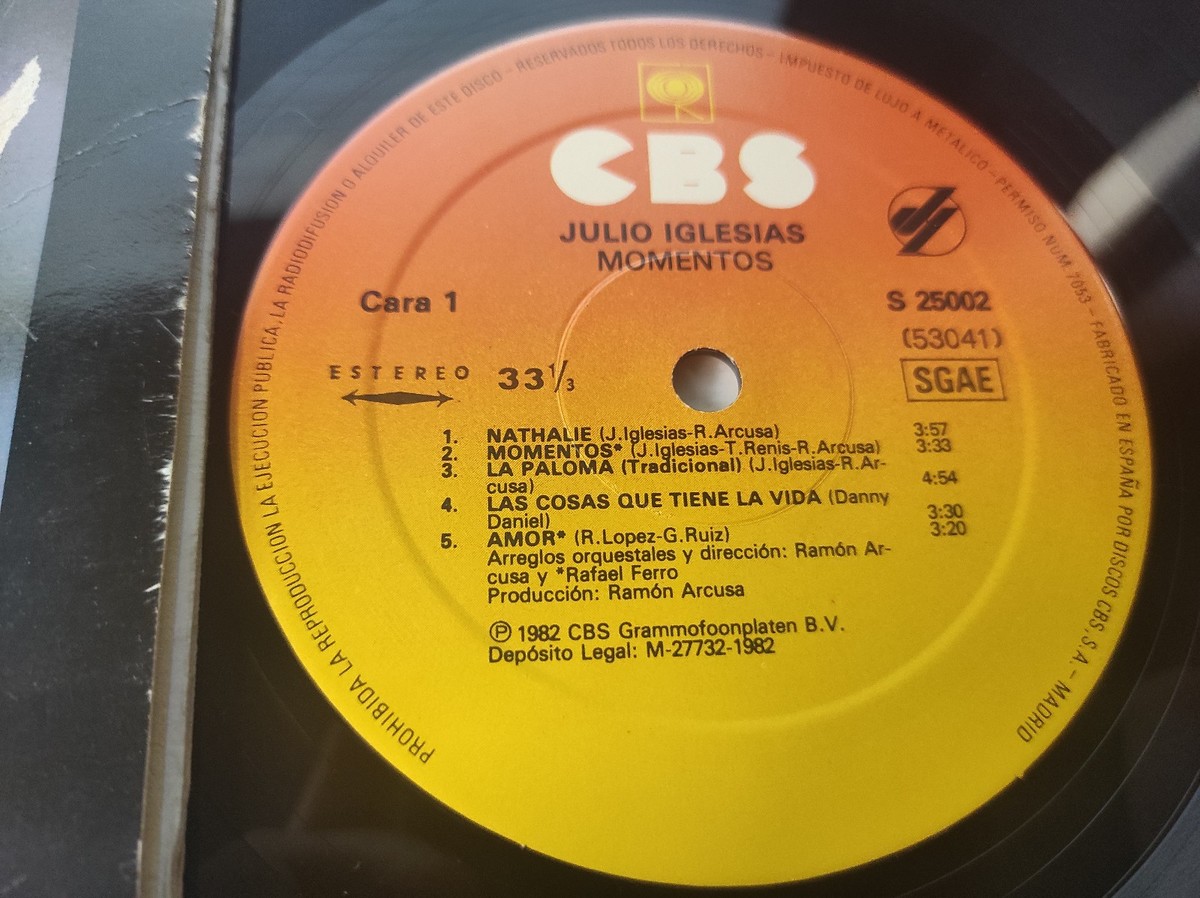 PROHIBIDA LA REPRODUCCION LA EJECUCION PUBLICA, LA RADIODIFUSION O ALQUILER DE ESTE DISCO - RESERVADOS TODOS LOS DERECHOS - IMPUESTO DE LUJO A METALICO - PERMISO NUM. 7053 - FABRICADO EN ESPAÑA POR DISCOS CBS, S.A. - MADRID
CBS
JULIO IGLESIAS
MOMENTOS
Cara 1
S 25002
(53041)
ESTEREO 33 1/3
SGAE
1. NATHALIE (J.Iglesias-R.Arcusa) 3:57
2. MOMENTOS* (J.Iglesias-T.Renis-R.Arcusa) 3:33
3. LA PALOMA (Tradicional) (J.Iglesias-R.Ar-
cusa) 4:54
4. LAS COSAS QUE TIENE LA VIDA (Danny
Daniel) 3:30
5. AMOR* (R.Lopez-G.Ruiz) 3:20
Arreglos orquestales y dirección: Ramón Ar-
cusa y *Rafael Ferro
Producción: Ramón Arcusa
Ⓟ 1982 CBS Grammofoonplaten B.V.
Depósito Legal: M-27732-1982